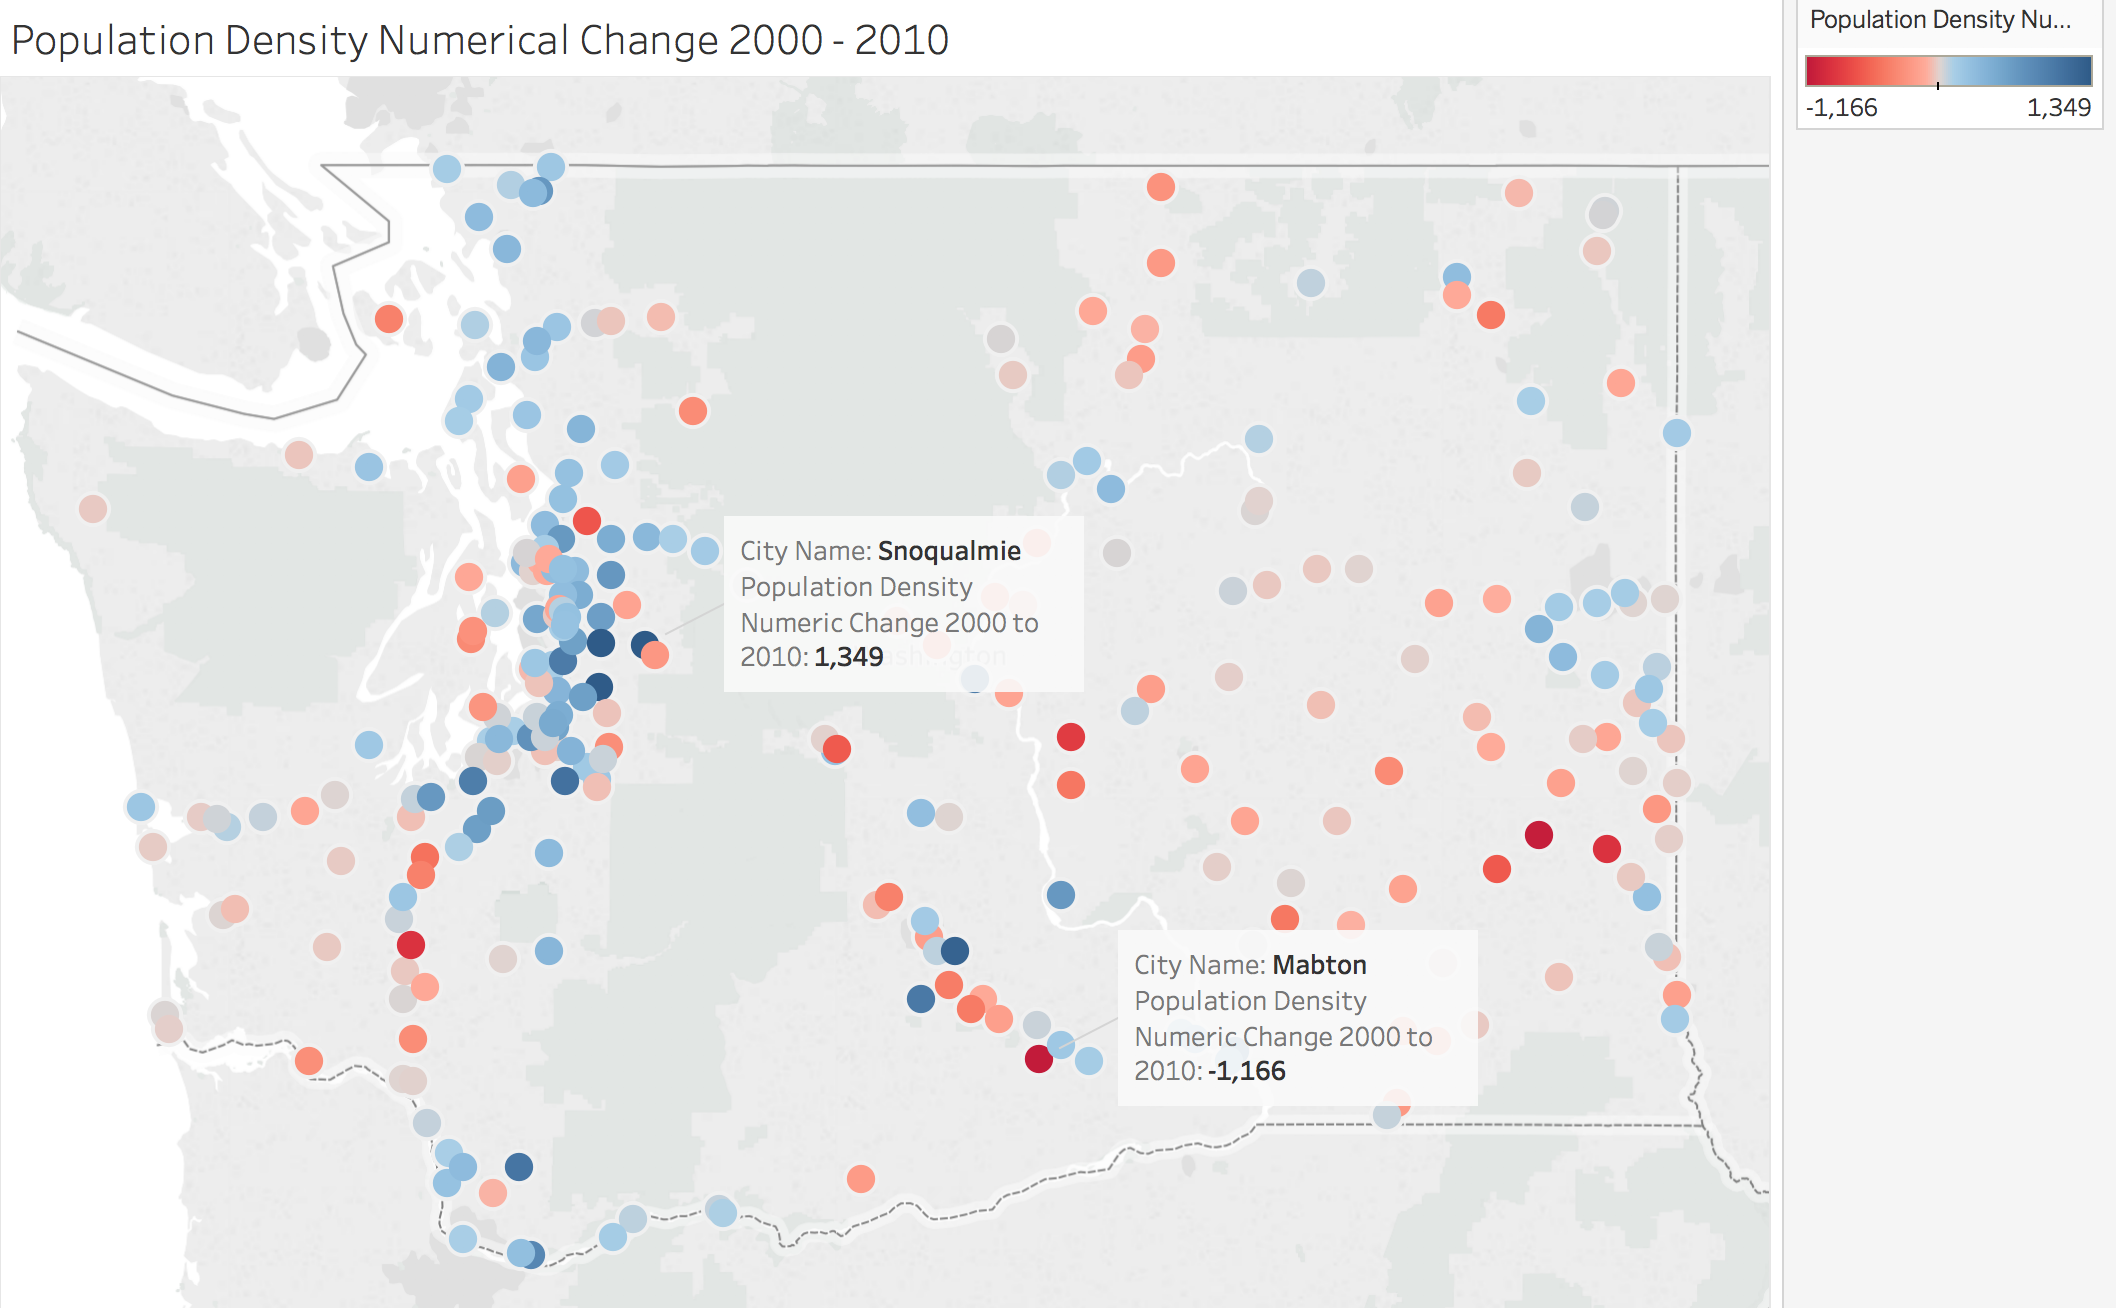 Population Density Numerical Change 2000 - 2010
Population Density Nu...
-1,166 1,349
City Name: Snoqualmie
Population Density
Numeric Change 2000 to
2010: 1,349
City Name: Mabton
Population Density
Numeric Change 2000 to
2010: -1,166